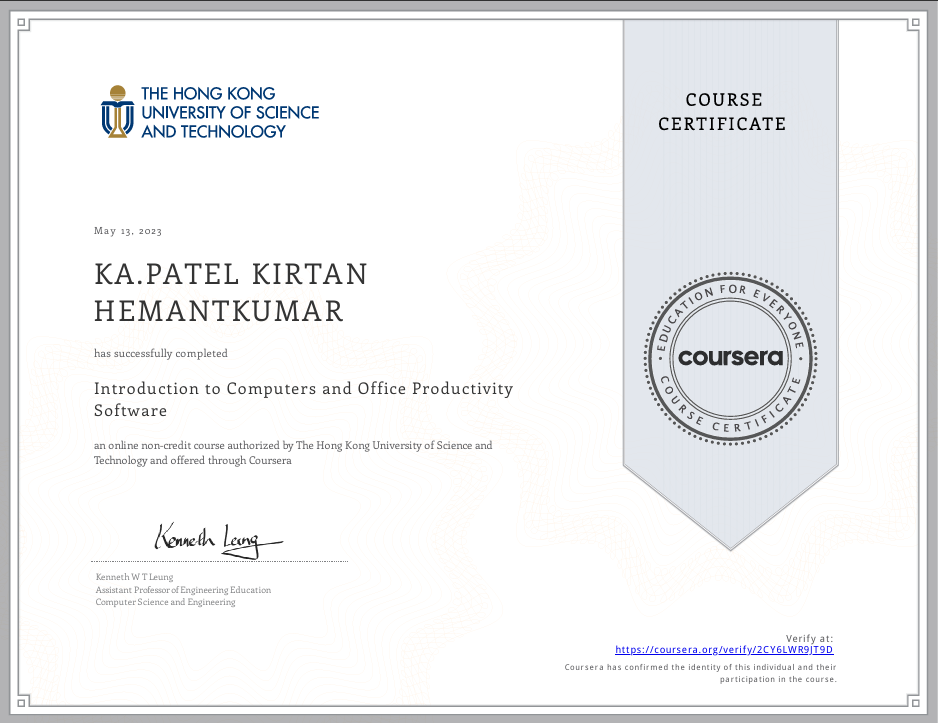 THE HONG KONG
UNIVERSITY OF SCIENCE
AND TECHNOLOGY
COURSE
CERTIFICATE
May 13, 2023
KA.PATEL KIRTAN
HEMANTKUMAR
has successfully completed
Introduction to Computers and Office Productivity
Software
an online non-credit course authorized by The Hong Kong University of Science and
Technology and offered through Coursera
EDUCATION FOR EVERYONE
coursera
COURSE CERTIFICATE
Kenneth Leung
Kenneth W T Leung
Assistant Professor of Engineering Education
Computer Science and Engineering
Verify at:
https://coursera.org/verify/2CY6LWR9JT9D
Coursera has confirmed the identity of this individual and their
participation in the course.